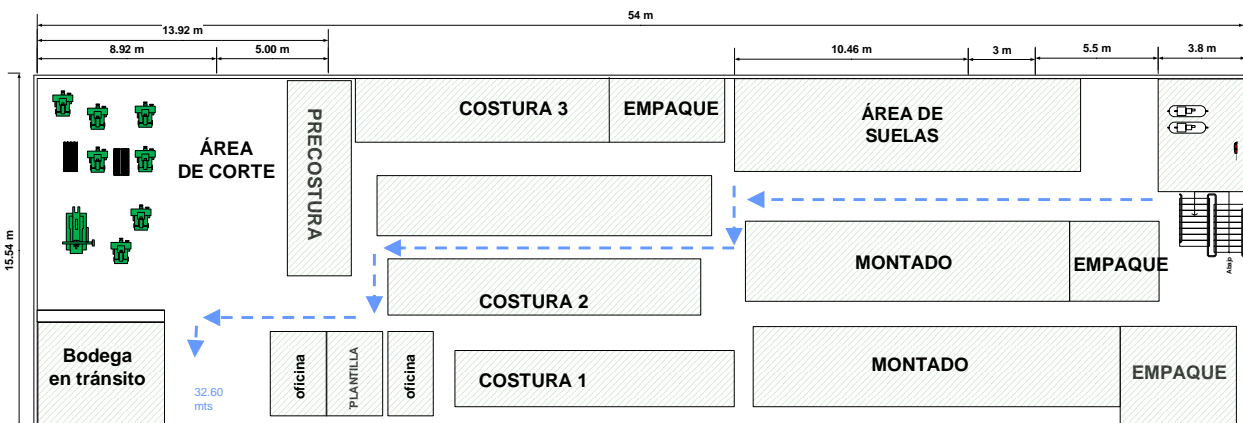 54 m
13.92 m
8.92 m
5.00 m
10.46 m
3 m
5.5 m
3.8 m
15.54 m
ÁREA
DE CORTE
PRECOSTURA
COSTURA 3
EMPAQUE
ÁREA DE
SUELAS
MONTADO
EMPAQUE
Abajo
COSTURA 2
Bodega
en tránsito
32.60
mts
oficina
PLANTILLA
oficina
COSTURA 1
MONTADO
EMPAQUE